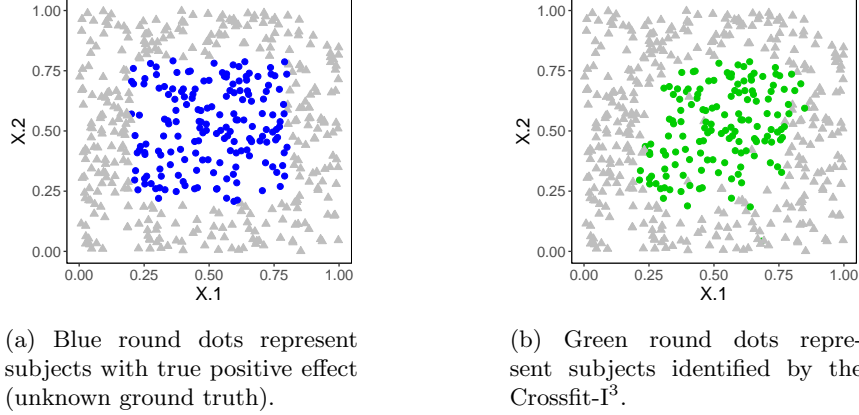 1.00
0.75
0.50
0.25
0.00
X.2
0.00 0.25 0.50 0.75 1.00
X.1
(a) Blue round dots represent
subjects with true positive effect
(unknown ground truth).
1.00
0.75
0.50
0.25
0.00
X.2
0.00 0.25 0.50 0.75 1.00
X.1
(b) Green round dots repre-
sent subjects identified by the
Crossfit-I³.